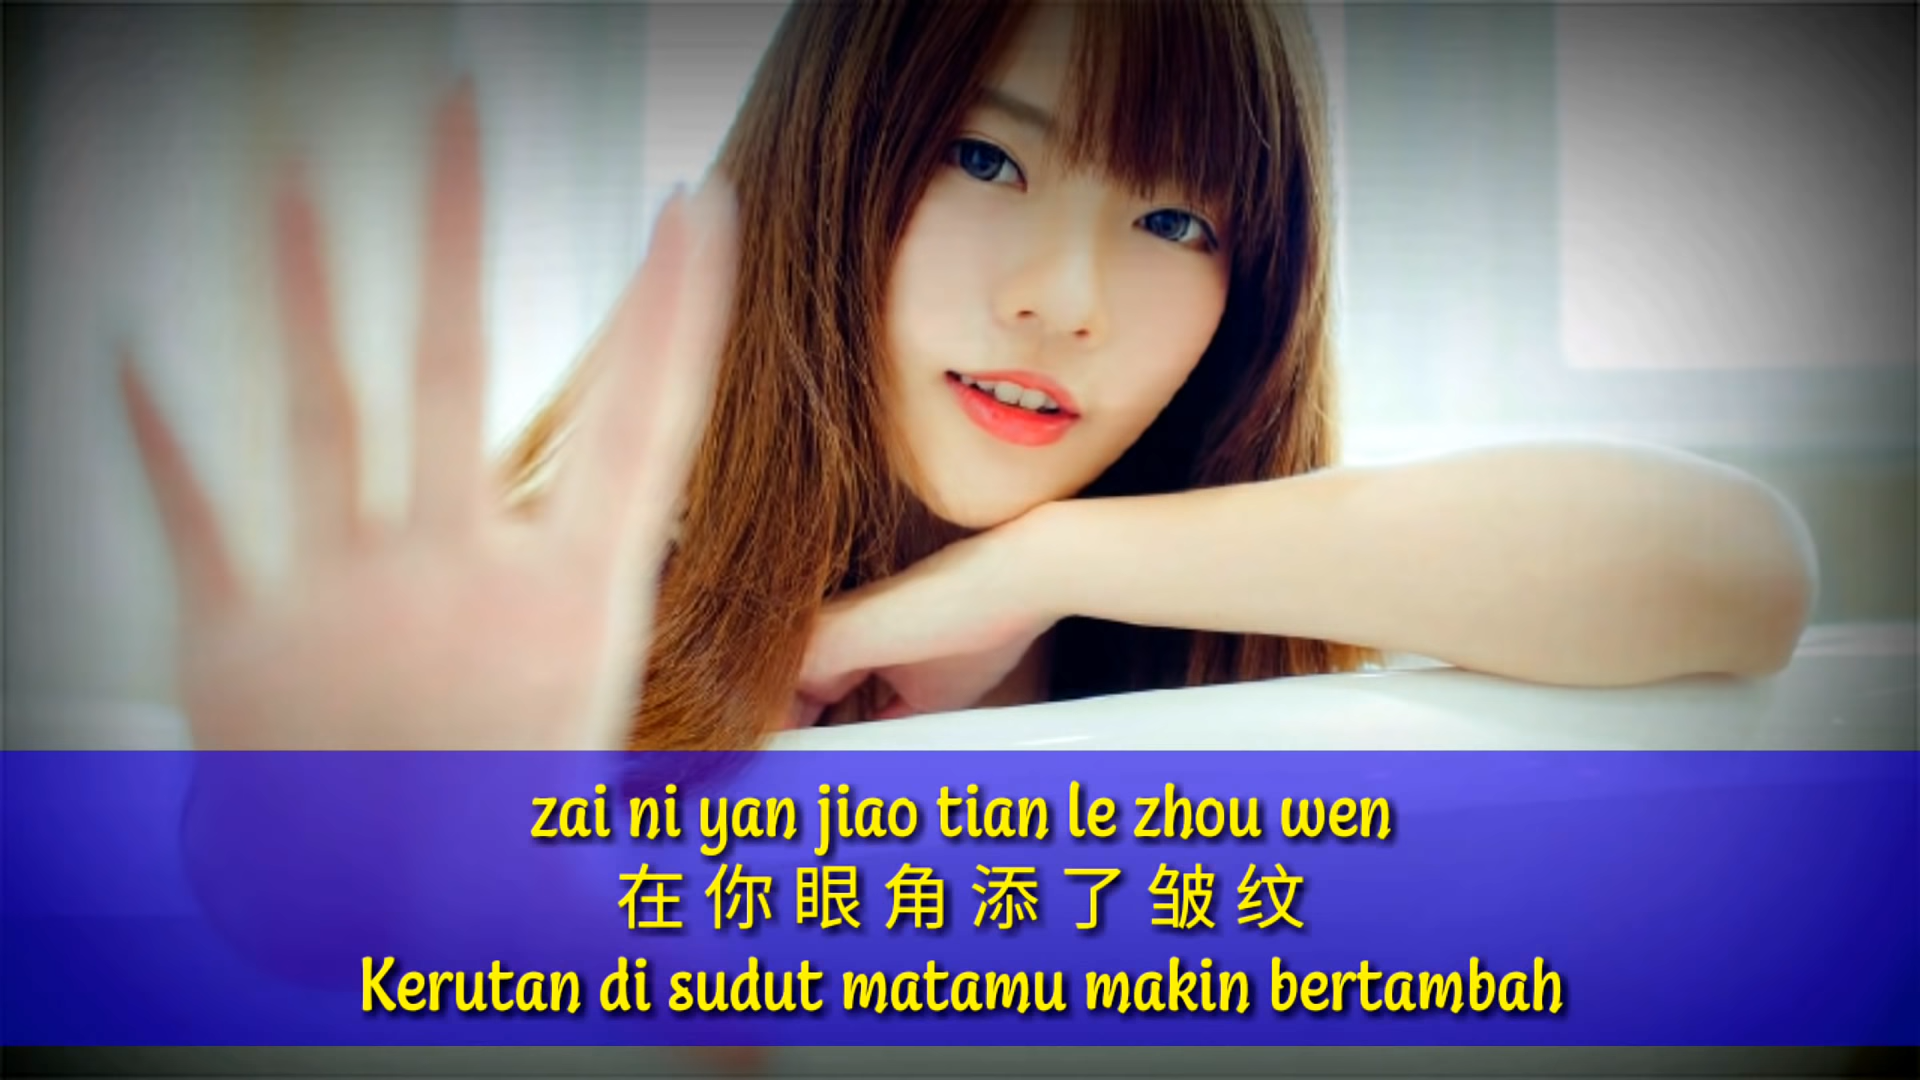 zai ni yan jiao tian le zhou wen
在你眼角添了皱纹
Kerutan di sudut matamu makin bertambah